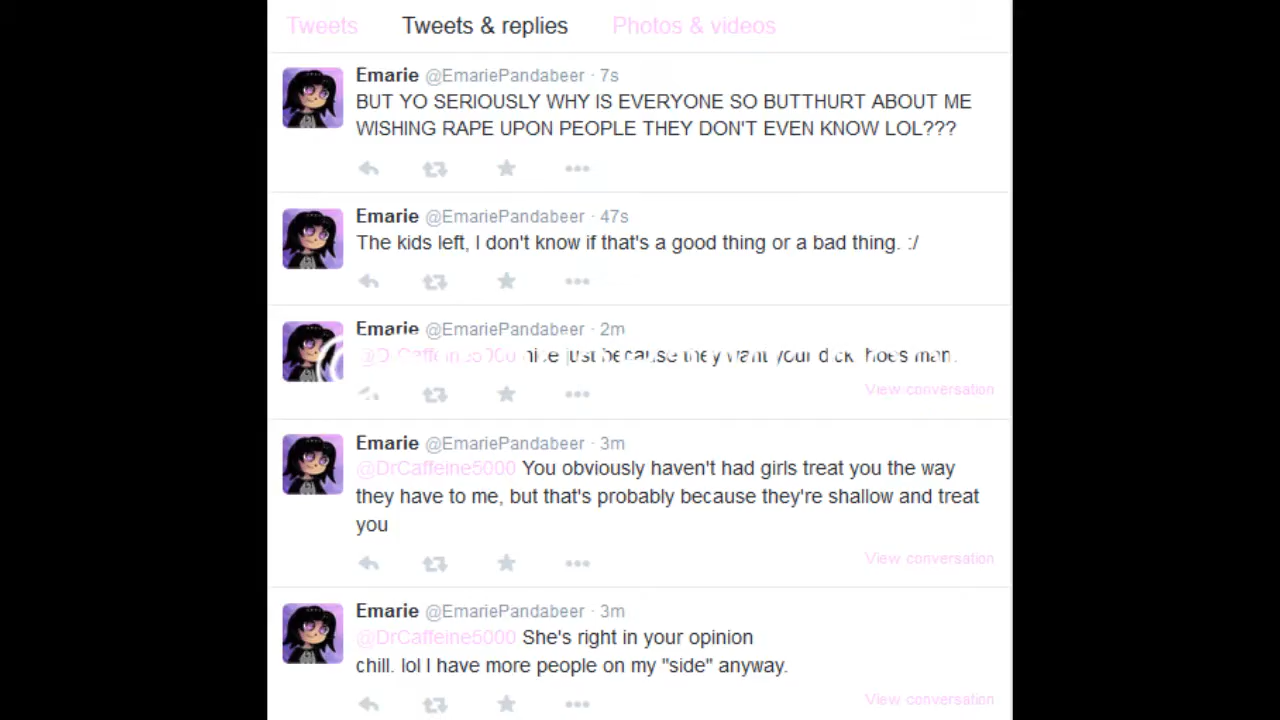 Tweets Tweets & replies Photos & videos
Emarie @EmariePandabeer · 7s
BUT YO SERIOUSLY WHY IS EVERYONE SO BUTTHURT ABOUT ME
WISHING RAPE UPON PEOPLE THEY DON'T EVEN KNOW LOL???
Emarie @EmariePandabeer · 47s
The kids left, I don't know if that's a good thing or a bad thing. :/
Emarie @EmariePandabeer · 2m
@DrCaffeine5000 nice just because they want your dick. hoes man.
View conversation
Emarie @EmariePandabeer · 3m
@DrCaffeine5000 You obviously haven't had girls treat you the way
they have to me, but that's probably because they're shallow and treat
you
View conversation
Emarie @EmariePandabeer · 3m
@DrCaffeine5000 She's right in your opinion
chill. lol I have more people on my "side" anyway.
View conversation